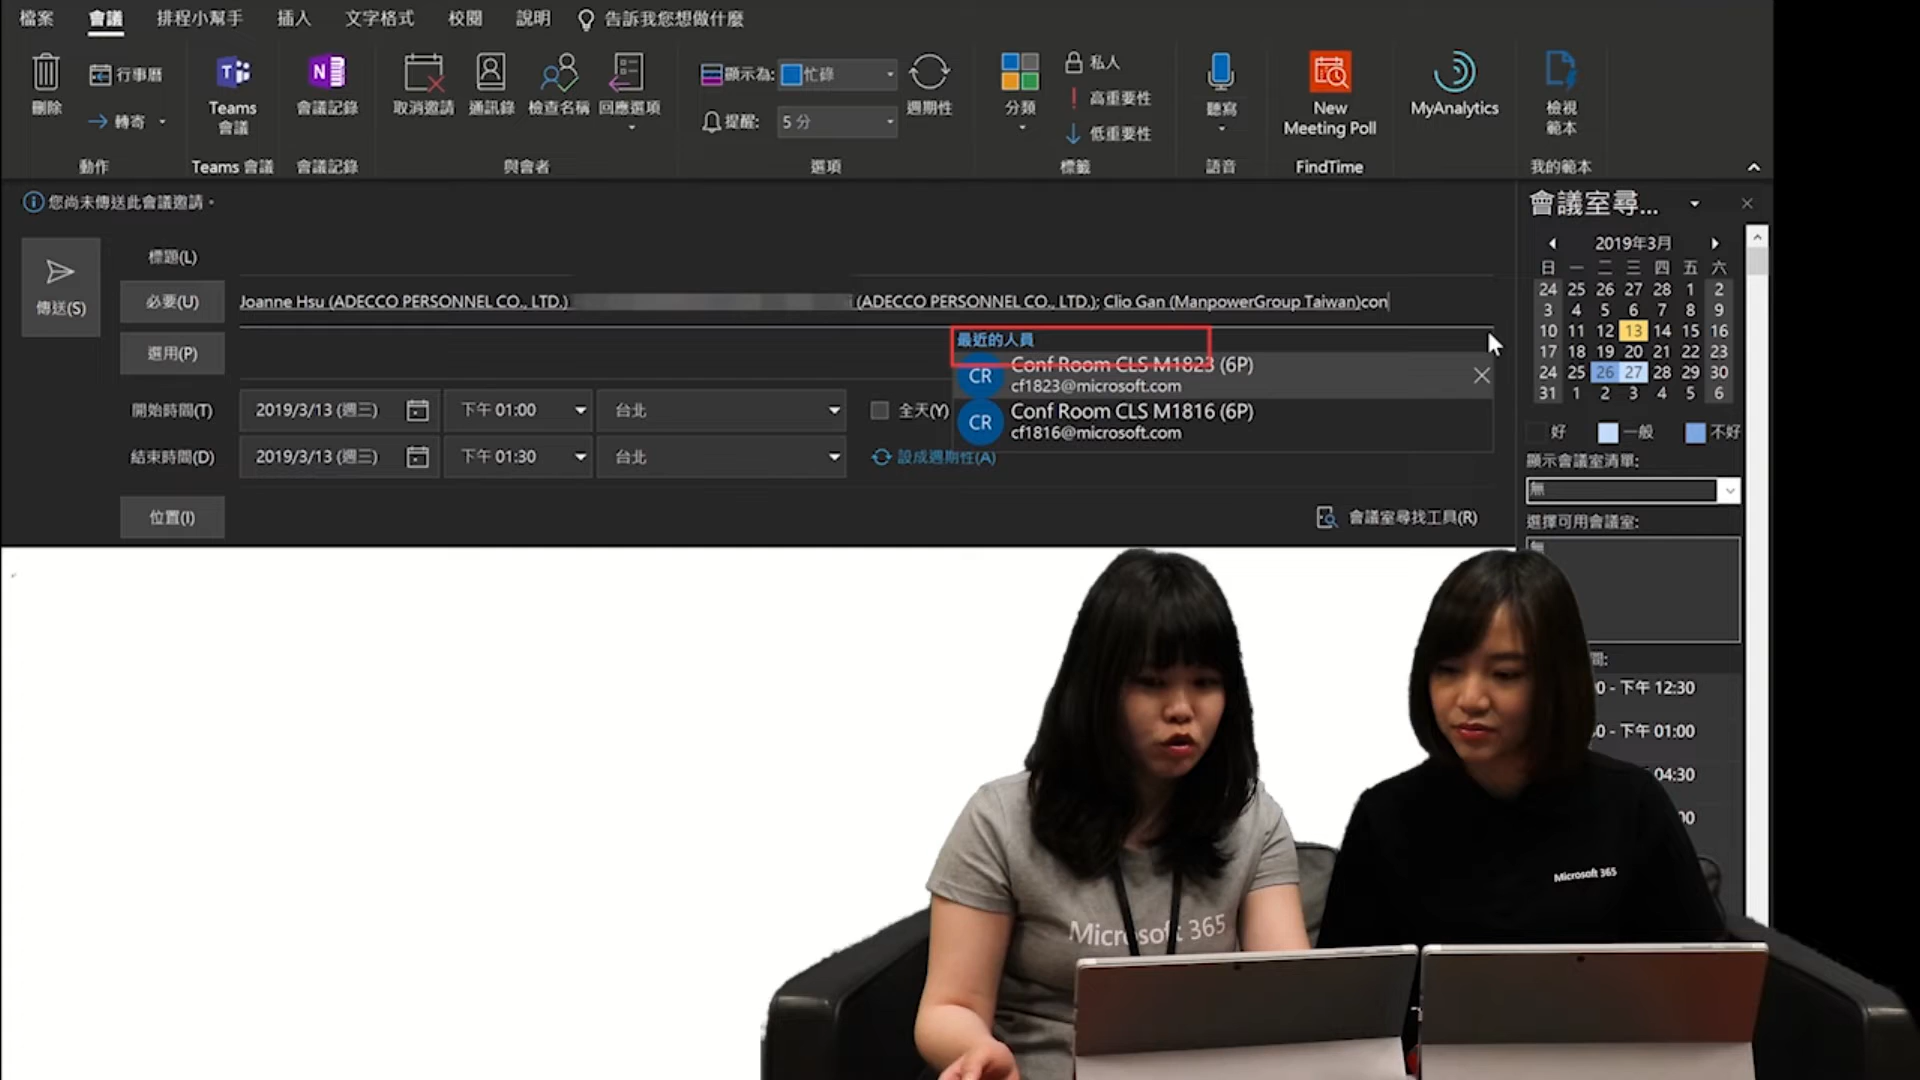 檔案 會議 排程小幫手 插入 文字格式 校閱 說明 告訴我您想做什麼
刪除
行事曆
轉寄
動作
Teams
會議
Teams 會議
會議記錄
會議記錄
取消邀請 通訊錄 檢查名稱 回應選項
與會者
顯示為: 忙碌
提醒: 5 分
週期性
選項
分類
私人
高重要性
低重要性
標籤
聽寫
語音
New
Meeting Poll
FindTime
MyAnalytics
檢視
範本
我的範本
您尚未傳送此會議邀請。
傳送(S)
標題(L)
必要(U) Joanne Hsu (ADECCO PERSONNEL CO., LTD.) i (ADECCO PERSONNEL CO., LTD.); Clio Gan (ManpowerGroup Taiwan)con
選用(P)
最近的人員
CR Conf Room CLS M1823 (6P)
cf1823@microsoft.com
CR Conf Room CLS M1816 (6P)
cf1816@microsoft.com
開始時間(T) 2019/3/13 (週三) 下午 01:00 台北 全天(Y)
結束時間(D) 2019/3/13 (週三) 下午 01:30 台北 設成週期性(A)
位置(I)
會議室尋找工具(R)
會議室尋...
2019年3月
日 一 二 三 四 五 六
24 25 26 27 28 1 2
3 4 5 6 7 8 9
10 11 12 13 14 15 16
17 18 19 20 21 22 23
24 25 26 27 28 29 30
31 1 2 3 4 5 6
好 一般 不好
顯示會議室清單:
無
選擇可用會議室:
無
間:
0 - 下午 12:30
0 - 下午 01:00
04:30
00
Microsoft 365
Microsoft 365